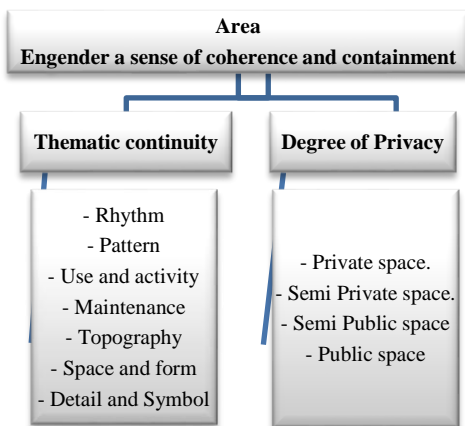 Area
Engender a sense of coherence and containment
Thematic continuity
Degree of Privacy
- Rhythm
- Pattern
- Use and activity
- Maintenance
- Topography
- Space and form
- Detail and Symbol
- Private space.
- Semi Private space.
- Semi Public space
- Public space